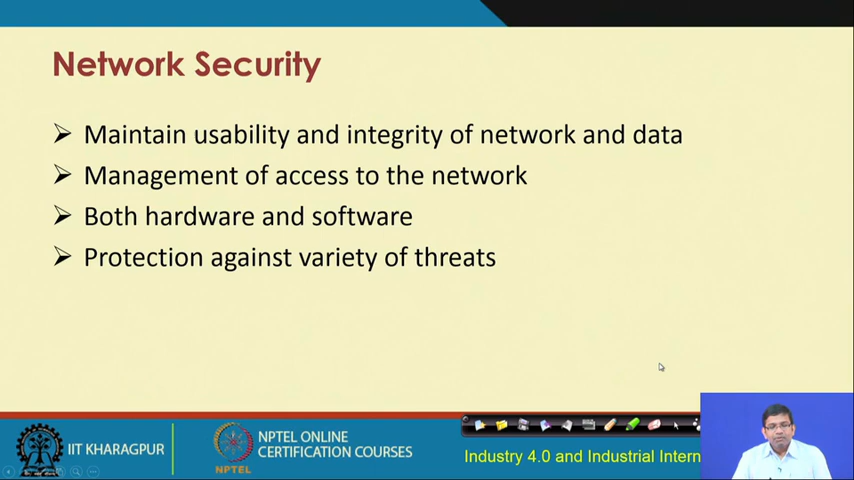 Network Security
Maintain usability and integrity of network and data
Management of access to the network
Both hardware and software
Protection against variety of threats
IIT KHARAGPUR
NPTEL
NPTEL ONLINE
CERTIFICATION COURSES
Industry 4.0 and Industrial Intern